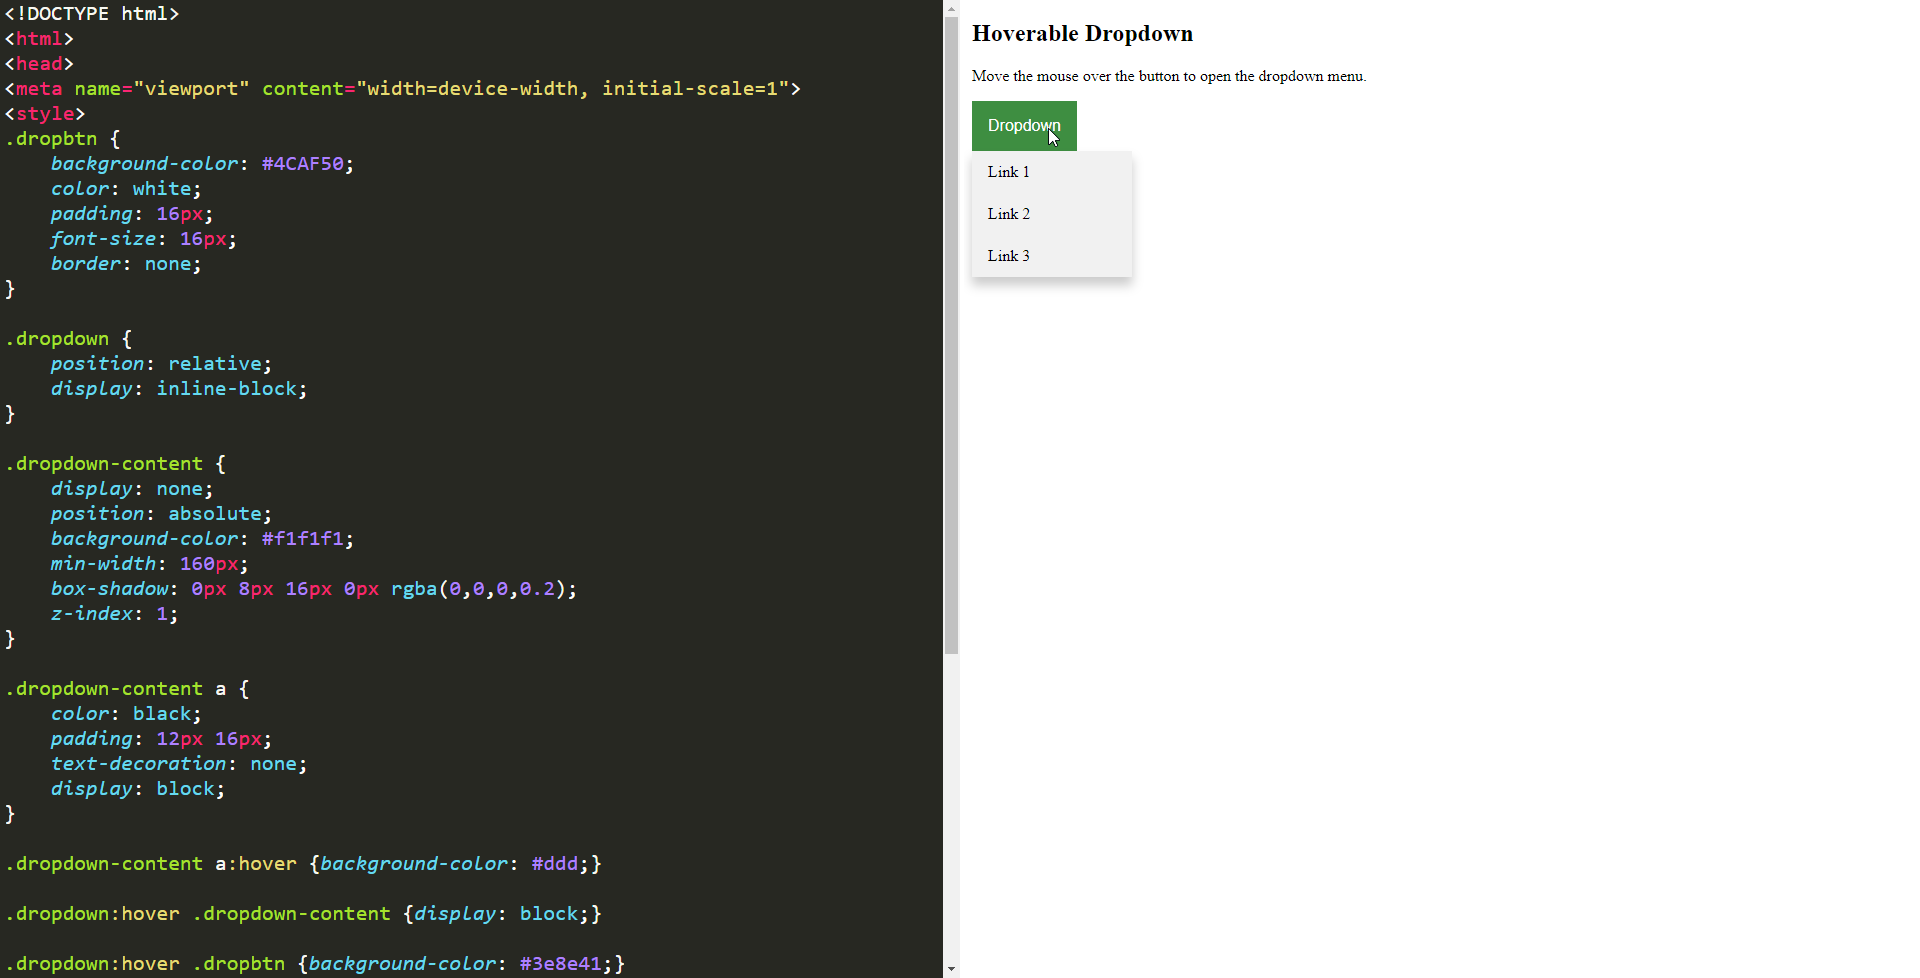 <!DOCTYPE html>
<html>
<head>
<meta name="viewport" content="width=device-width, initial-scale=1">
<style>
.dropbtn {
    background-color: #4CAF50;
    color: white;
    padding: 16px;
    font-size: 16px;
    border: none;
}

.dropdown {
    position: relative;
    display: inline-block;
}

.dropdown-content {
    display: none;
    position: absolute;
    background-color: #f1f1f1;
    min-width: 160px;
    box-shadow: 0px 8px 16px 0px rgba(0,0,0,0.2);
    z-index: 1;
}

.dropdown-content a {
    color: black;
    padding: 12px 16px;
    text-decoration: none;
    display: block;
}

.dropdown-content a:hover {background-color: #ddd;}

.dropdown:hover .dropdown-content {display: block;}

.dropdown:hover .dropbtn {background-color: #3e8e41;}
Hoverable Dropdown
Move the mouse over the button to open the dropdown menu.
Dropdown
Link 1
Link 2
Link 3